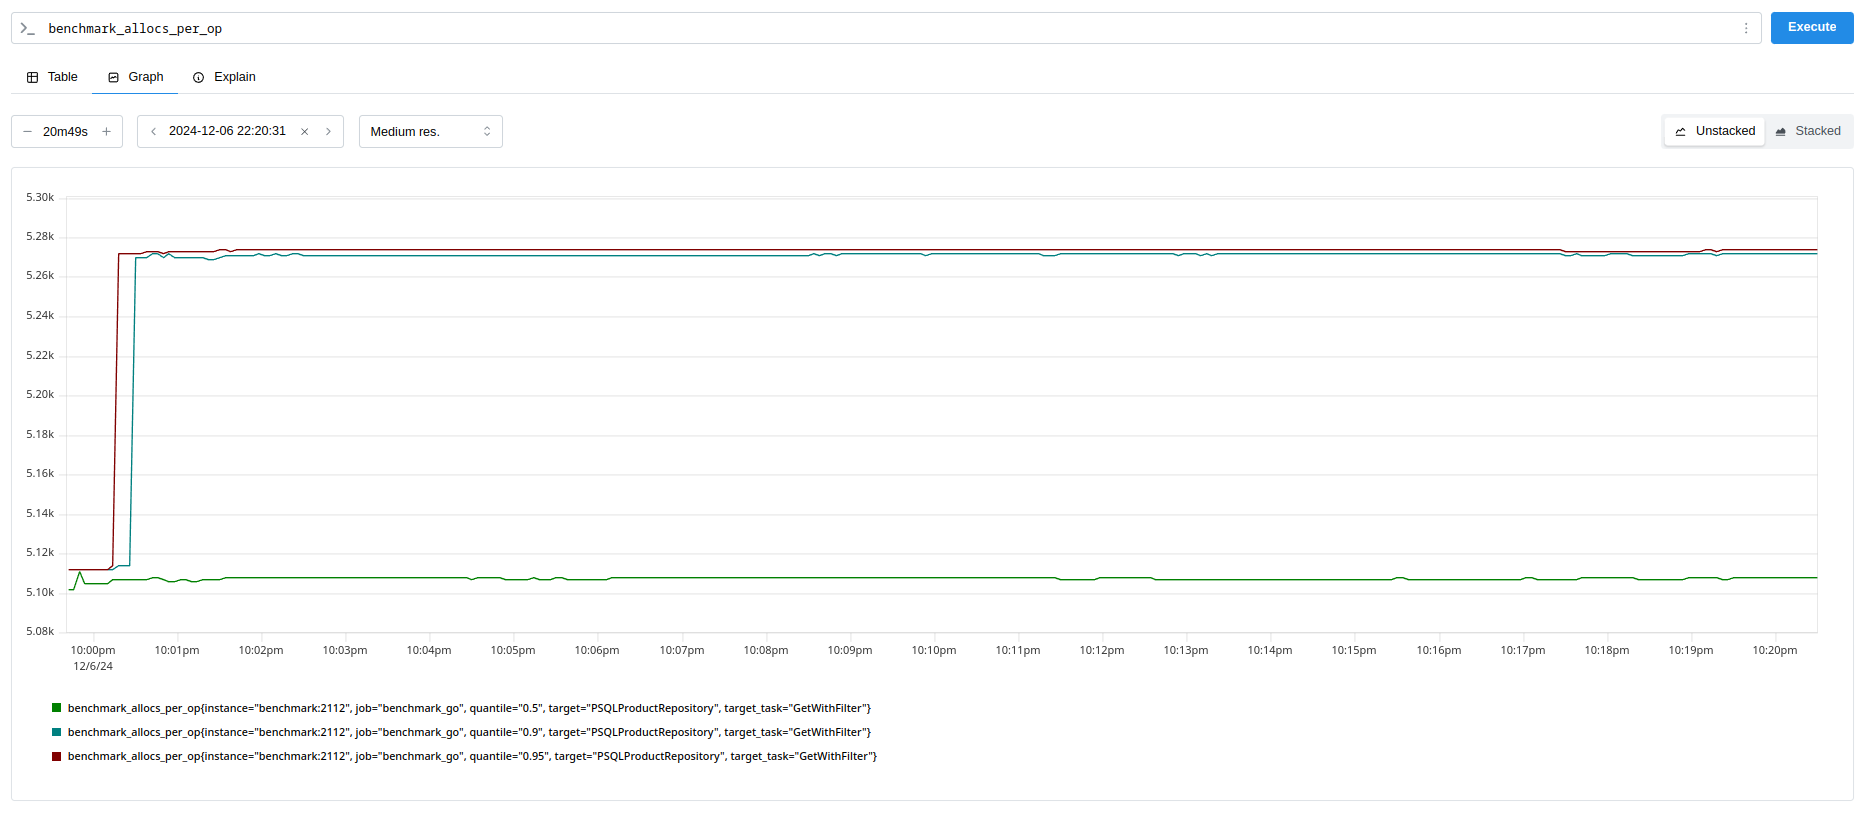 benchmark_allocs_per_op
Execute
Table Graph Explain
20m49s 2024-12-06 22:20:31 Medium res. Unstacked Stacked
5.30k
5.28k
5.26k
5.24k
5.22k
5.20k
5.18k
5.16k
5.14k
5.12k
5.10k
5.08k
10:00pm 10:01pm 10:02pm 10:03pm 10:04pm 10:05pm 10:06pm 10:07pm 10:08pm 10:09pm 10:10pm 10:11pm 10:12pm 10:13pm 10:14pm 10:15pm 10:16pm 10:17pm 10:18pm 10:19pm 10:20pm
12/6/24
benchmark_allocs_per_op{instance="benchmark:2112", job="benchmark_go", quantile="0.5", target="PSQLProductRepository", target_task="GetWithFilter"}
benchmark_allocs_per_op{instance="benchmark:2112", job="benchmark_go", quantile="0.9", target="PSQLProductRepository", target_task="GetWithFilter"}
benchmark_allocs_per_op{instance="benchmark:2112", job="benchmark_go", quantile="0.95", target="PSQLProductRepository", target_task="GetWithFilter"}